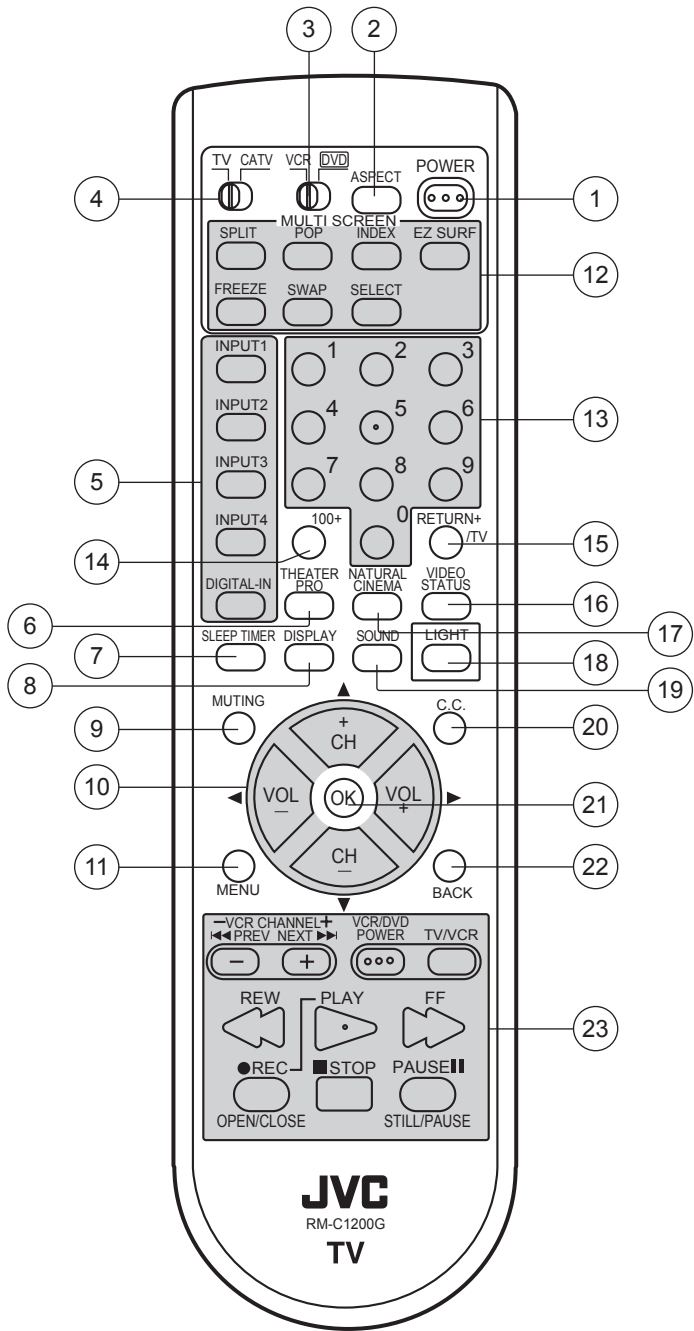 3 2
TV CATV VCR DVD ASPECT POWER
4 1
MULTI SCREEN
SPLIT POP INDEX EZ SURF
12
FREEZE SWAP SELECT
INPUT1 1 2 3
INPUT2 4 5 6
13
INPUT3 7 8 9
5
INPUT4 100+ 0 RETURN+
/TV
14 15
DIGITAL-IN THEATER PRO NATURAL CINEMA VIDEO STATUS
16
6 17
SLEEP TIMER DISPLAY SOUND LIGHT
7 18
8 19
MUTING C.C.
9 20
+
CH
10 VOL – OK VOL + 21
CH
–
11 22
MENU BACK
–VCR CHANNEL+ VCR/DVD
PREV NEXT POWER TV/VCR
– +
REW PLAY FF
23
REC STOP PAUSE
OPEN/CLOSE STILL/PAUSE
JVC
RM-C1200G
TV